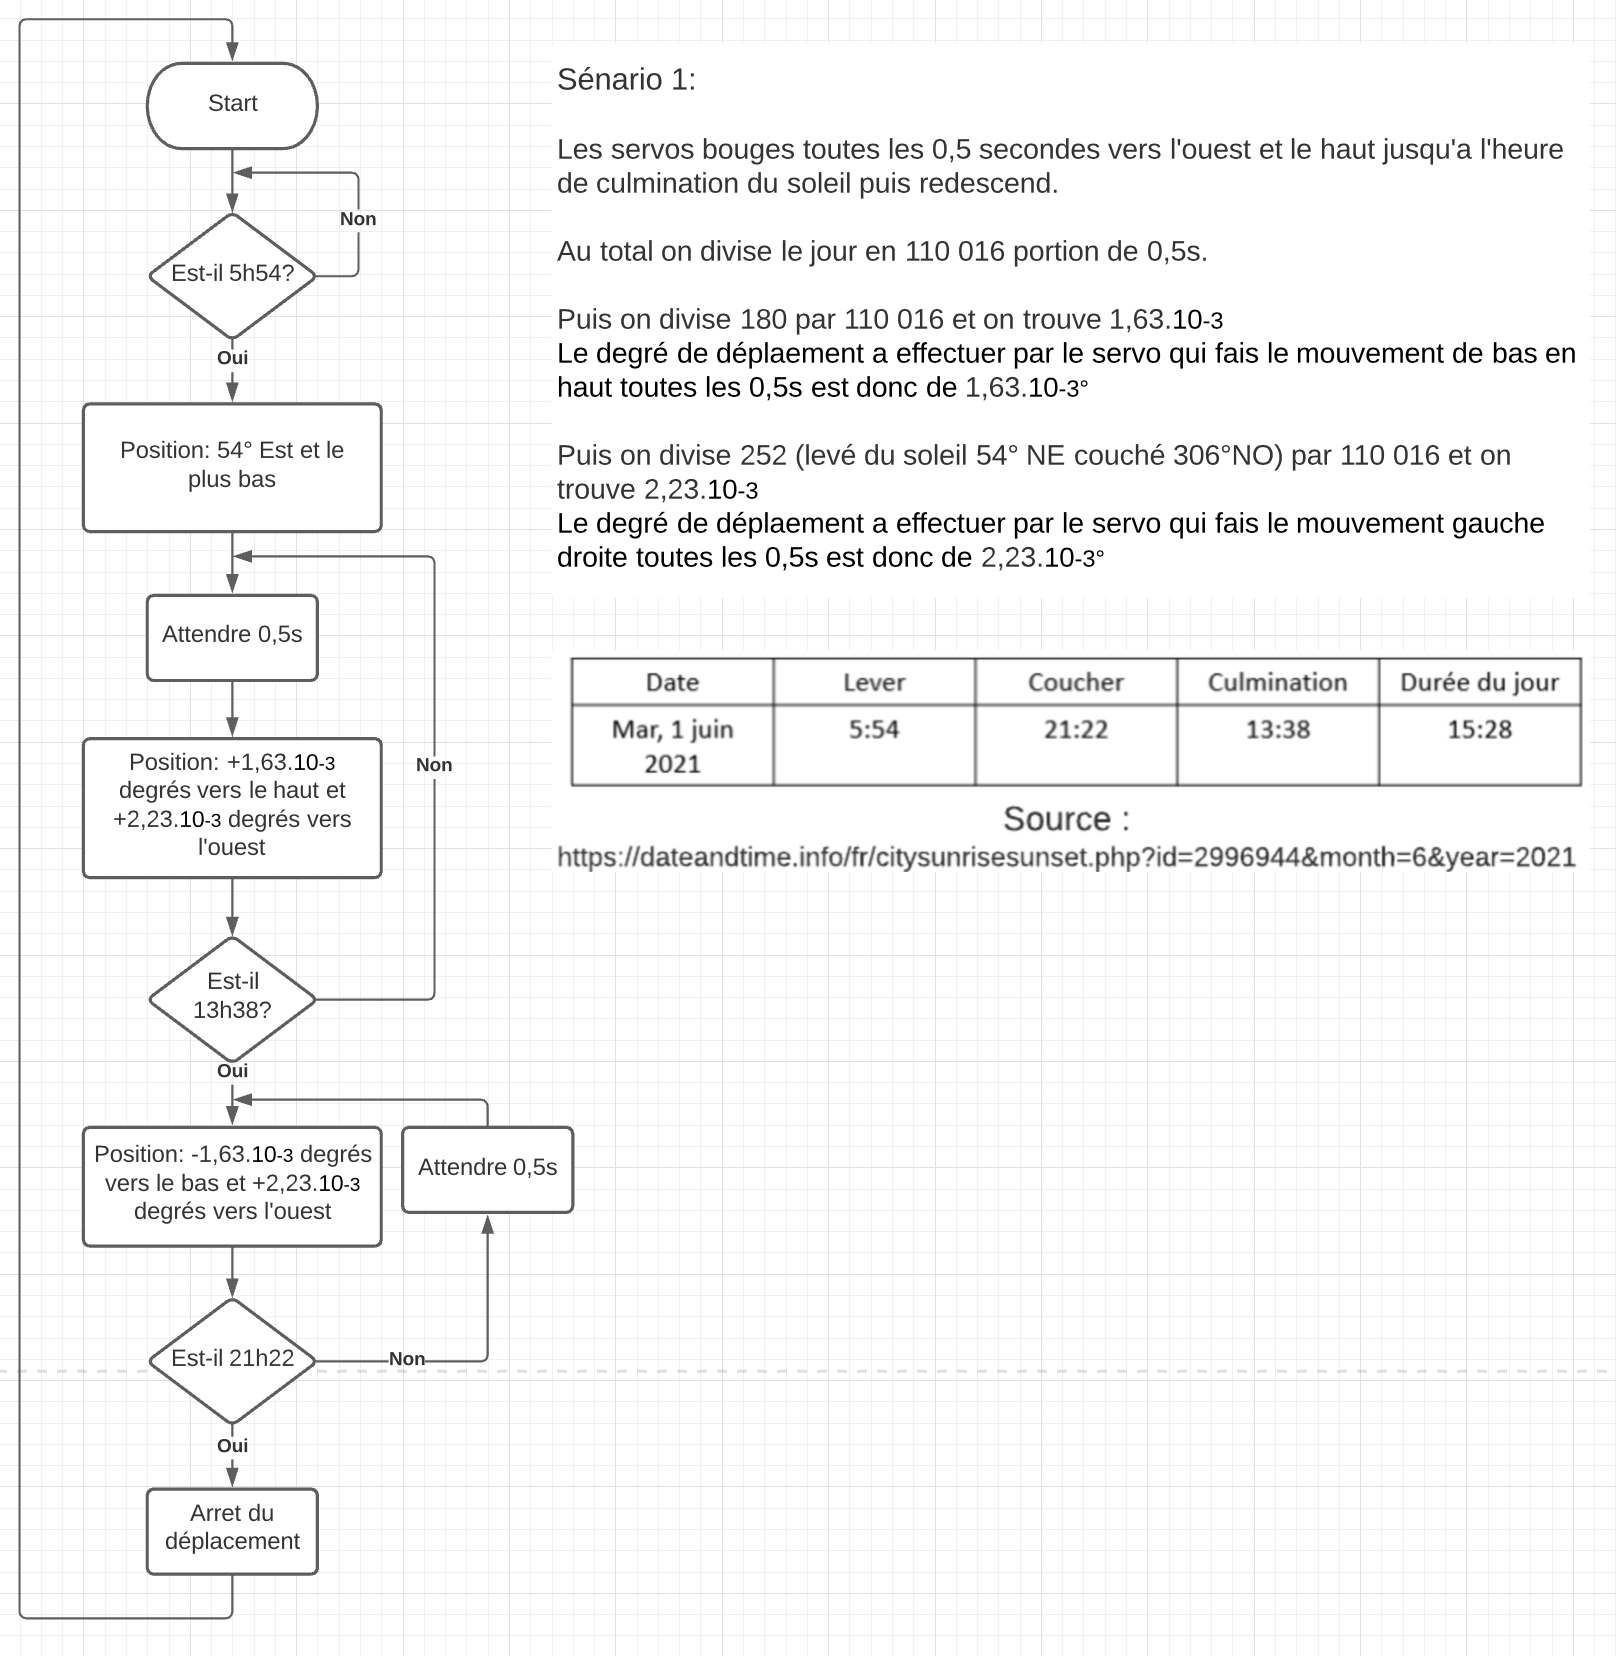 Start
Non
Est-il 5h54?
Oui
Position: 54° Est et le
plus bas
Attendre 0,5s
Position: +1,63.10-3
degrés vers le haut et
+2,23.10-3 degrés vers
l'ouest
Non
Est-il
13h38?
Oui
Position: -1,63.10-3 degrés
vers le bas et +2,23.10-3
degrés vers l'ouest
Attendre 0,5s
Est-il 21h22
Non
Oui
Arret du
déplacement
Sénario 1:
Les servos bouges toutes les 0,5 secondes vers l'ouest et le haut jusqu'a l'heure
de culmination du soleil puis redescend.
Au total on divise le jour en 110 016 portion de 0,5s.
Puis on divise 180 par 110 016 et on trouve 1,63.10-3
Le degré de déplaement a effectuer par le servo qui fais le mouvement de bas en
haut toutes les 0,5s est donc de 1,63.10-3°
Puis on divise 252 (levé du soleil 54° NE couché 306°NO) par 110 016 et on
trouve 2,23.10-3
Le degré de déplaement a effectuer par le servo qui fais le mouvement gauche
droite toutes les 0,5s est donc de 2,23.10-3°
Date Lever Coucher Culmination Durée du jour
Mar, 1 juin 5:54 21:22 13:38 15:28
2021
Source :
https://dateandtime.info/fr/citysunrisesunset.php?id=2996944&month=6&year=2021